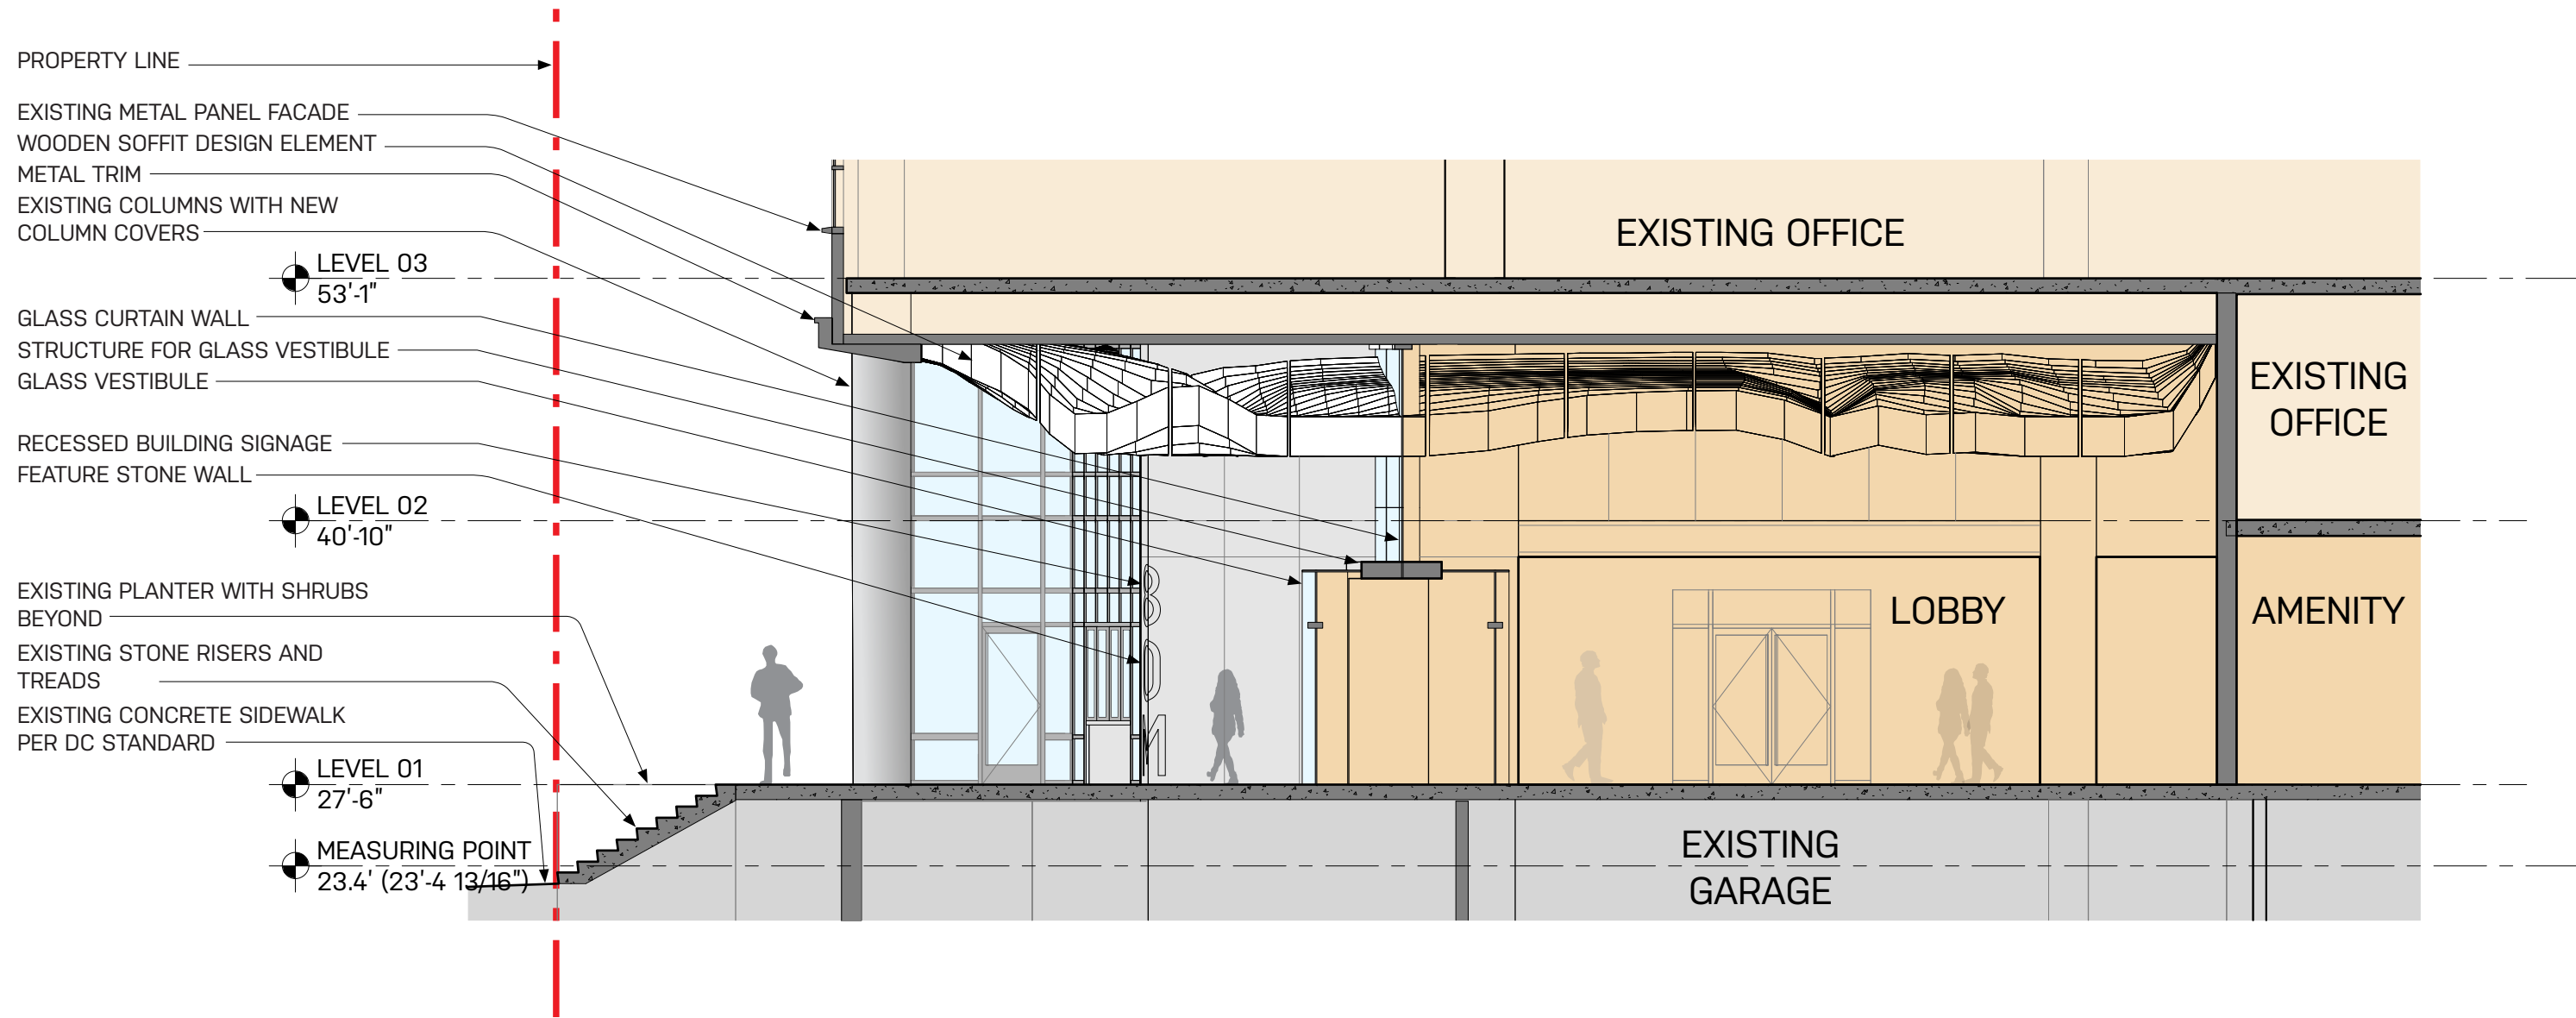 PROPERTY LINE
EXISTING METAL PANEL FACADE
WOODEN SOFFIT DESIGN ELEMENT
METAL TRIM
EXISTING COLUMNS WITH NEW
COLUMN COVERS
LEVEL 03
53'-1"
GLASS CURTAIN WALL
STRUCTURE FOR GLASS VESTIBULE
GLASS VESTIBULE
RECESSED BUILDING SIGNAGE
FEATURE STONE WALL
LEVEL 02
40'-10"
EXISTING PLANTER WITH SHRUBS
BEYOND
EXISTING STONE RISERS AND
TREADS
EXISTING CONCRETE SIDEWALK
PER DC STANDARD
LEVEL 01
27'-6"
MEASURING POINT
23.4' (23'-4 13/16")
EXISTING OFFICE
EXISTING
OFFICE
LOBBY
AMENITY
EXISTING
GARAGE